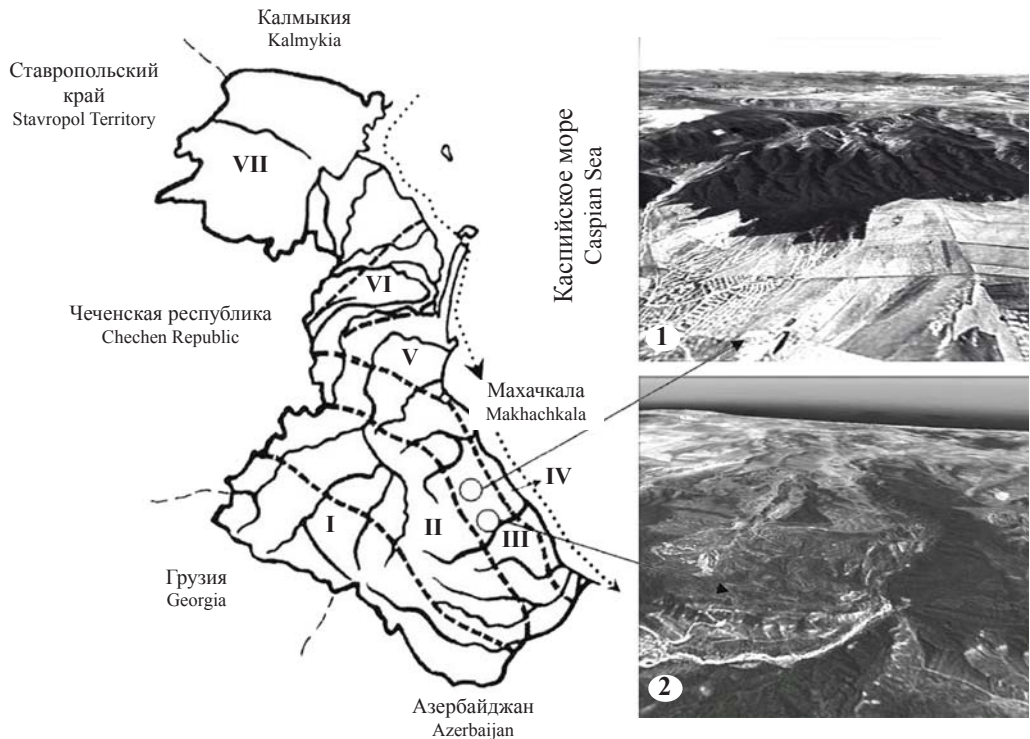 Калмыкия
Kalmykia
Ставропольский
край
Stavropol Territory
VII
Каспийское море
Caspian Sea
1
VI
Чеченская республика
Chechen Republic
V
Махачкала
Makhachkala
IV
I
II
III
Грузия
Georgia
2
Азербайджан
Azerbaijan